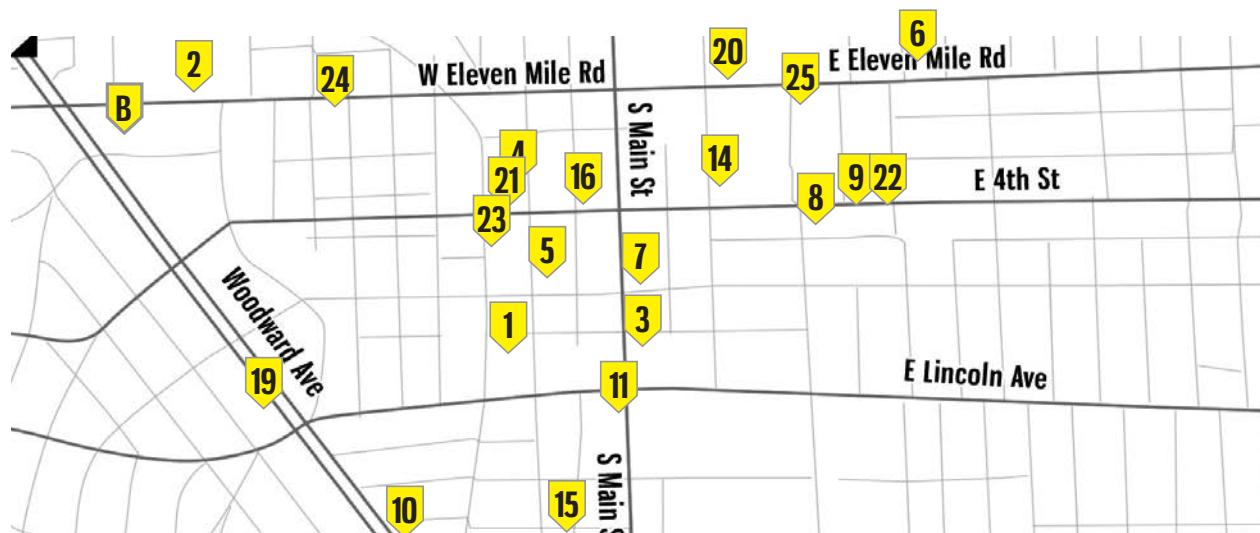 6
2
20
24
W Eleven Mile Rd
25
E Eleven Mile Rd
B
S Main St
4
14
21
16
9
22
E 4th St
8
23
5
7
Woodward Ave
1
3
19
11
E Lincoln Ave
10
15
S Main S